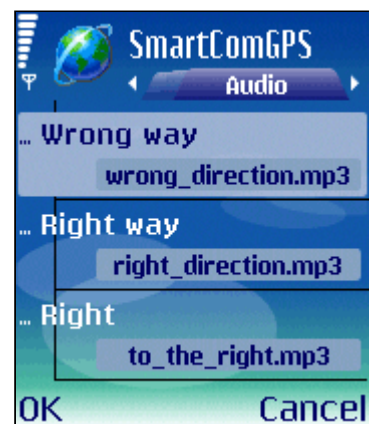 SmartComGPS
Audio
... Wrong way
wrong_direction.mp3
... Right way
right_direction.mp3
... Right
to_the_right.mp3
OK Cancel